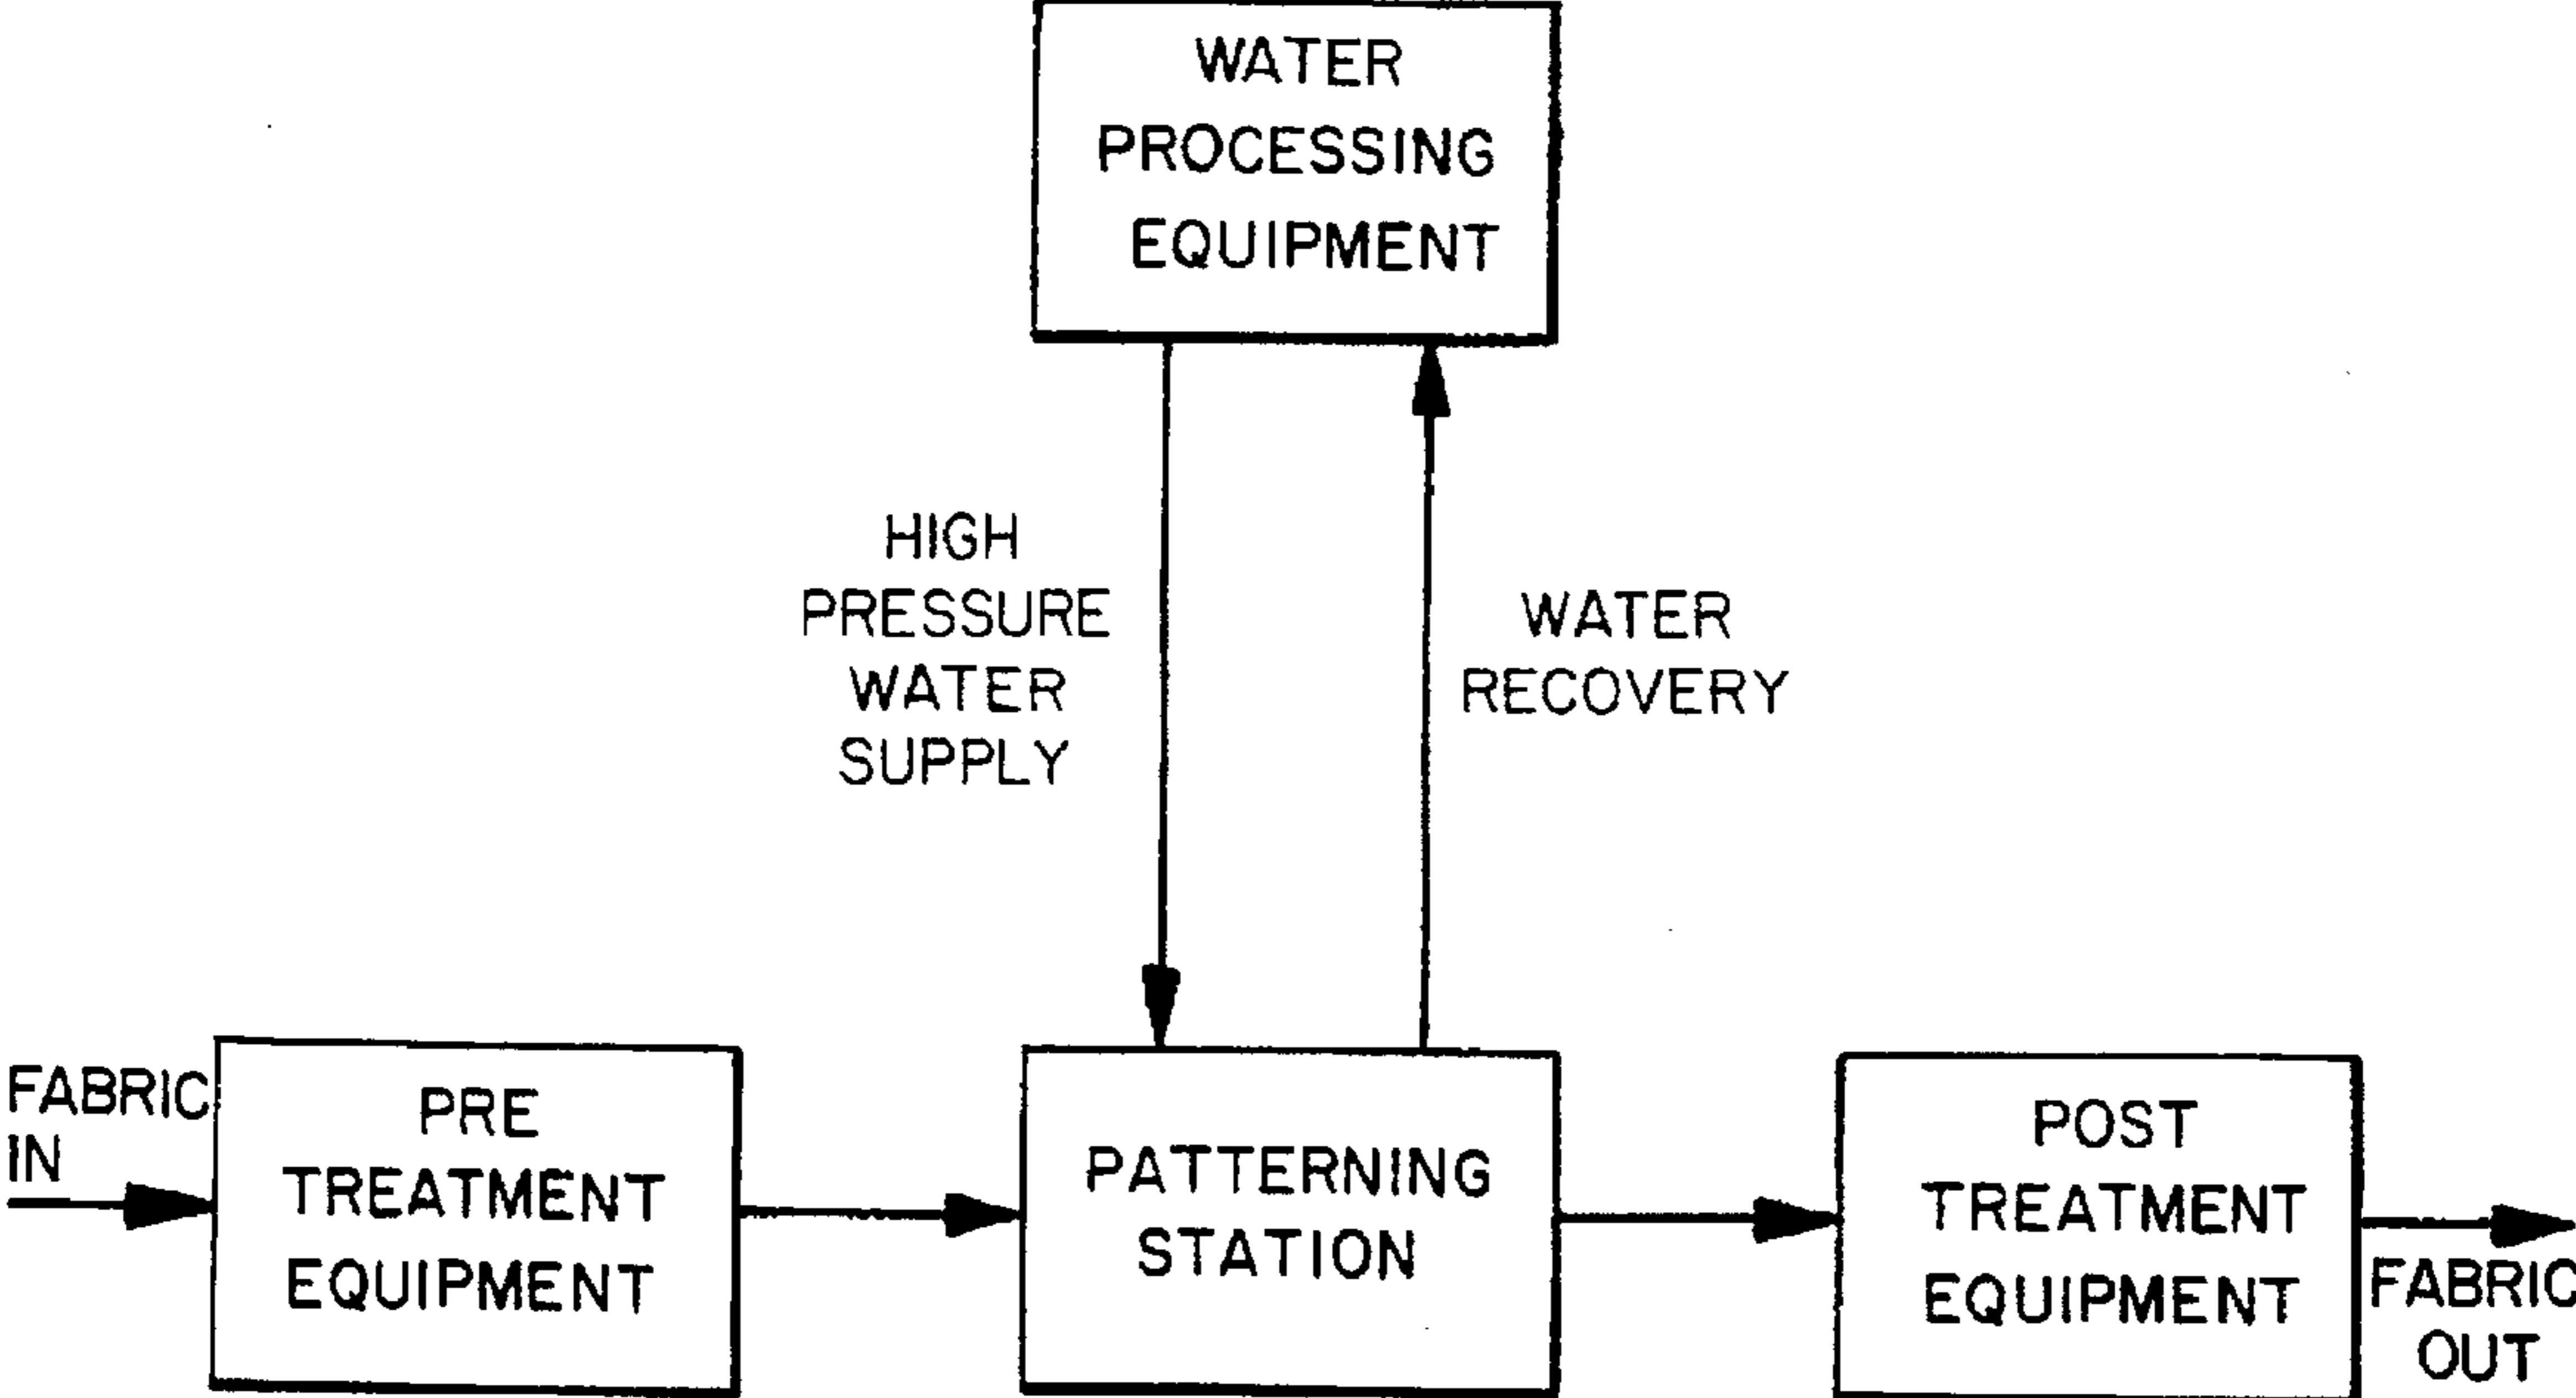 WATER
PROCESSING
EQUIPMENT
HIGH
PRESSURE
WATER
SUPPLY
WATER
RECOVERY
FABRIC
IN
PRE
TREATMENT
EQUIPMENT
PATTERNING
STATION
POST
TREATMENT
EQUIPMENT
FABRIC
OUT